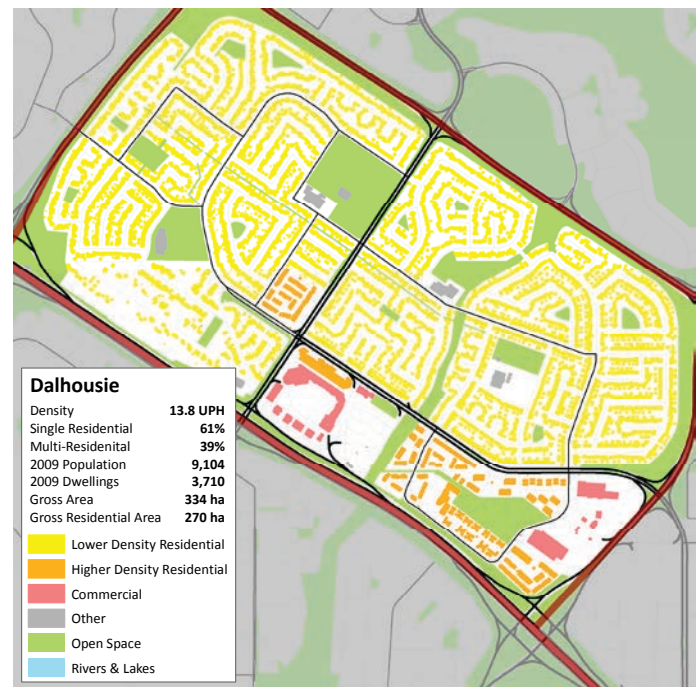 Dalhousie
Density 13.8 UPH
Single Residential 61%
Multi-Residenital 39%
2009 Population 9,104
2009 Dwellings 3,710
Gross Area 334 ha
Gross Residential Area 270 ha
Lower Density Residential
Higher Density Residential
Commercial
Other
Open Space
Rivers & Lakes